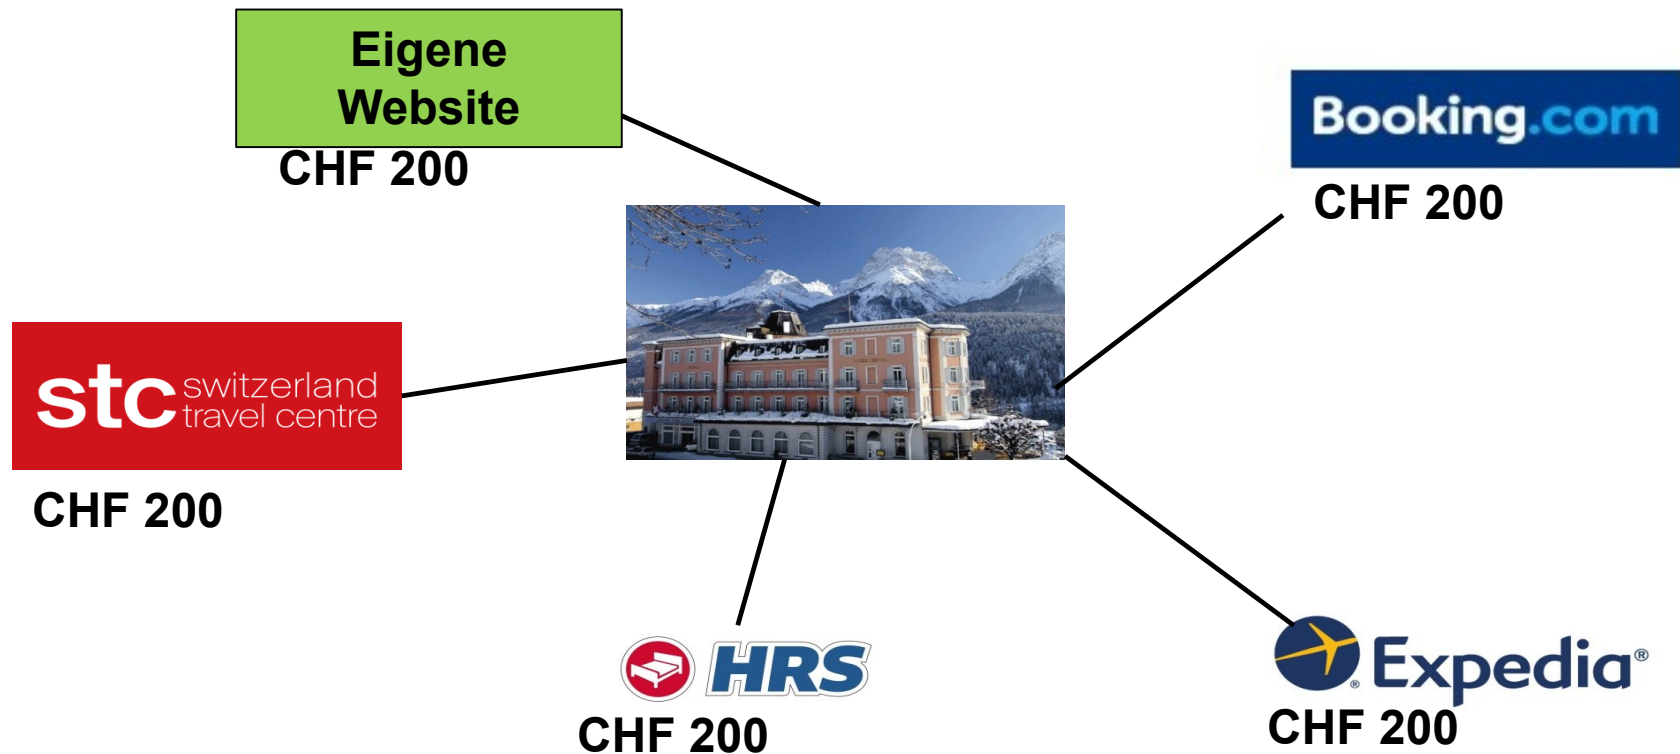 Eigene
Website
CHF 200
Booking.com
CHF 200
stc switzerland
travel centre
CHF 200
HRS
CHF 200
Expedia®
CHF 200